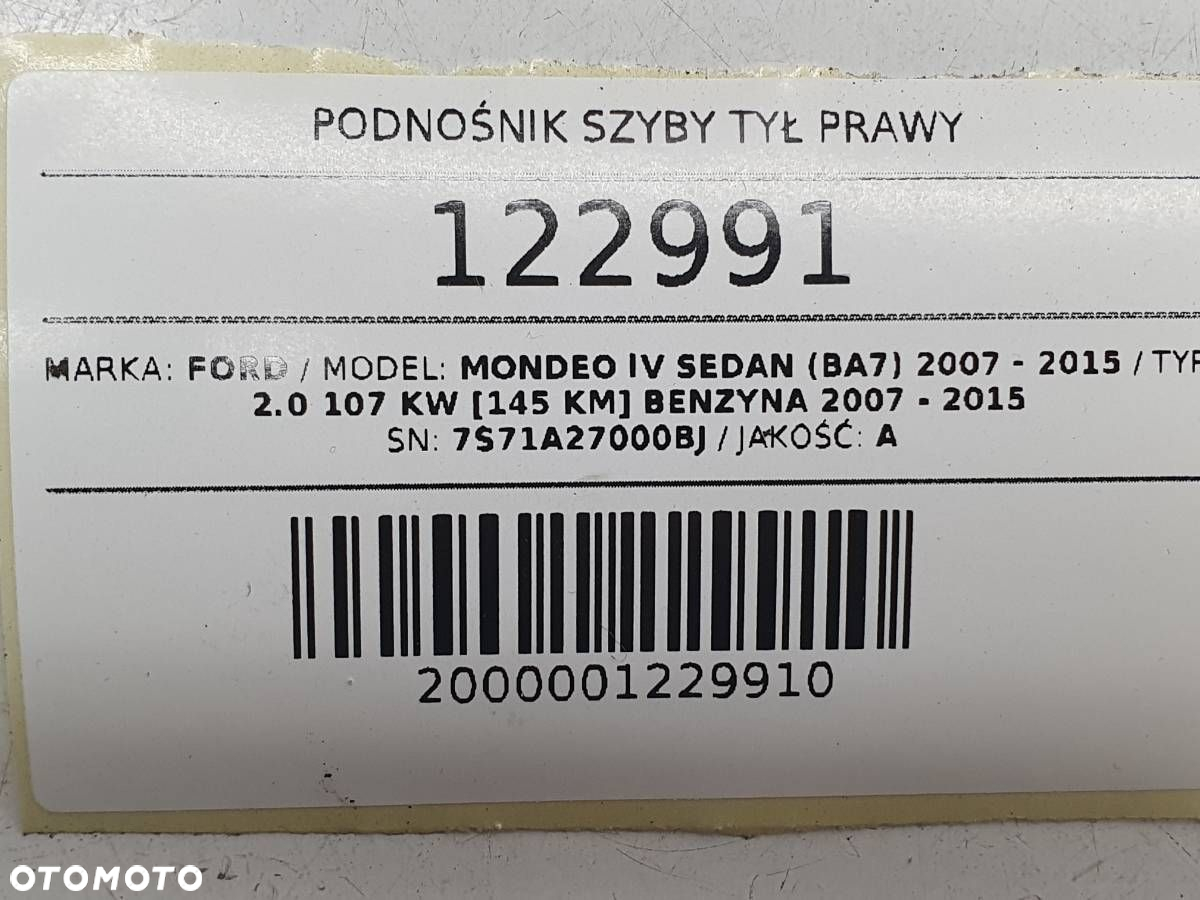 PODNOŚNIK SZYBY TYŁ PRAWY
122991
MARKA: FORD / MODEL: MONDEO IV SEDAN (BA7) 2007 - 2015 / TYP
2.0 107 KW [145 KM] BENZYNA 2007 - 2015
SN: 7S71A27000BJ / JAKOŚĆ: A
2000001229910
OTOMOTO